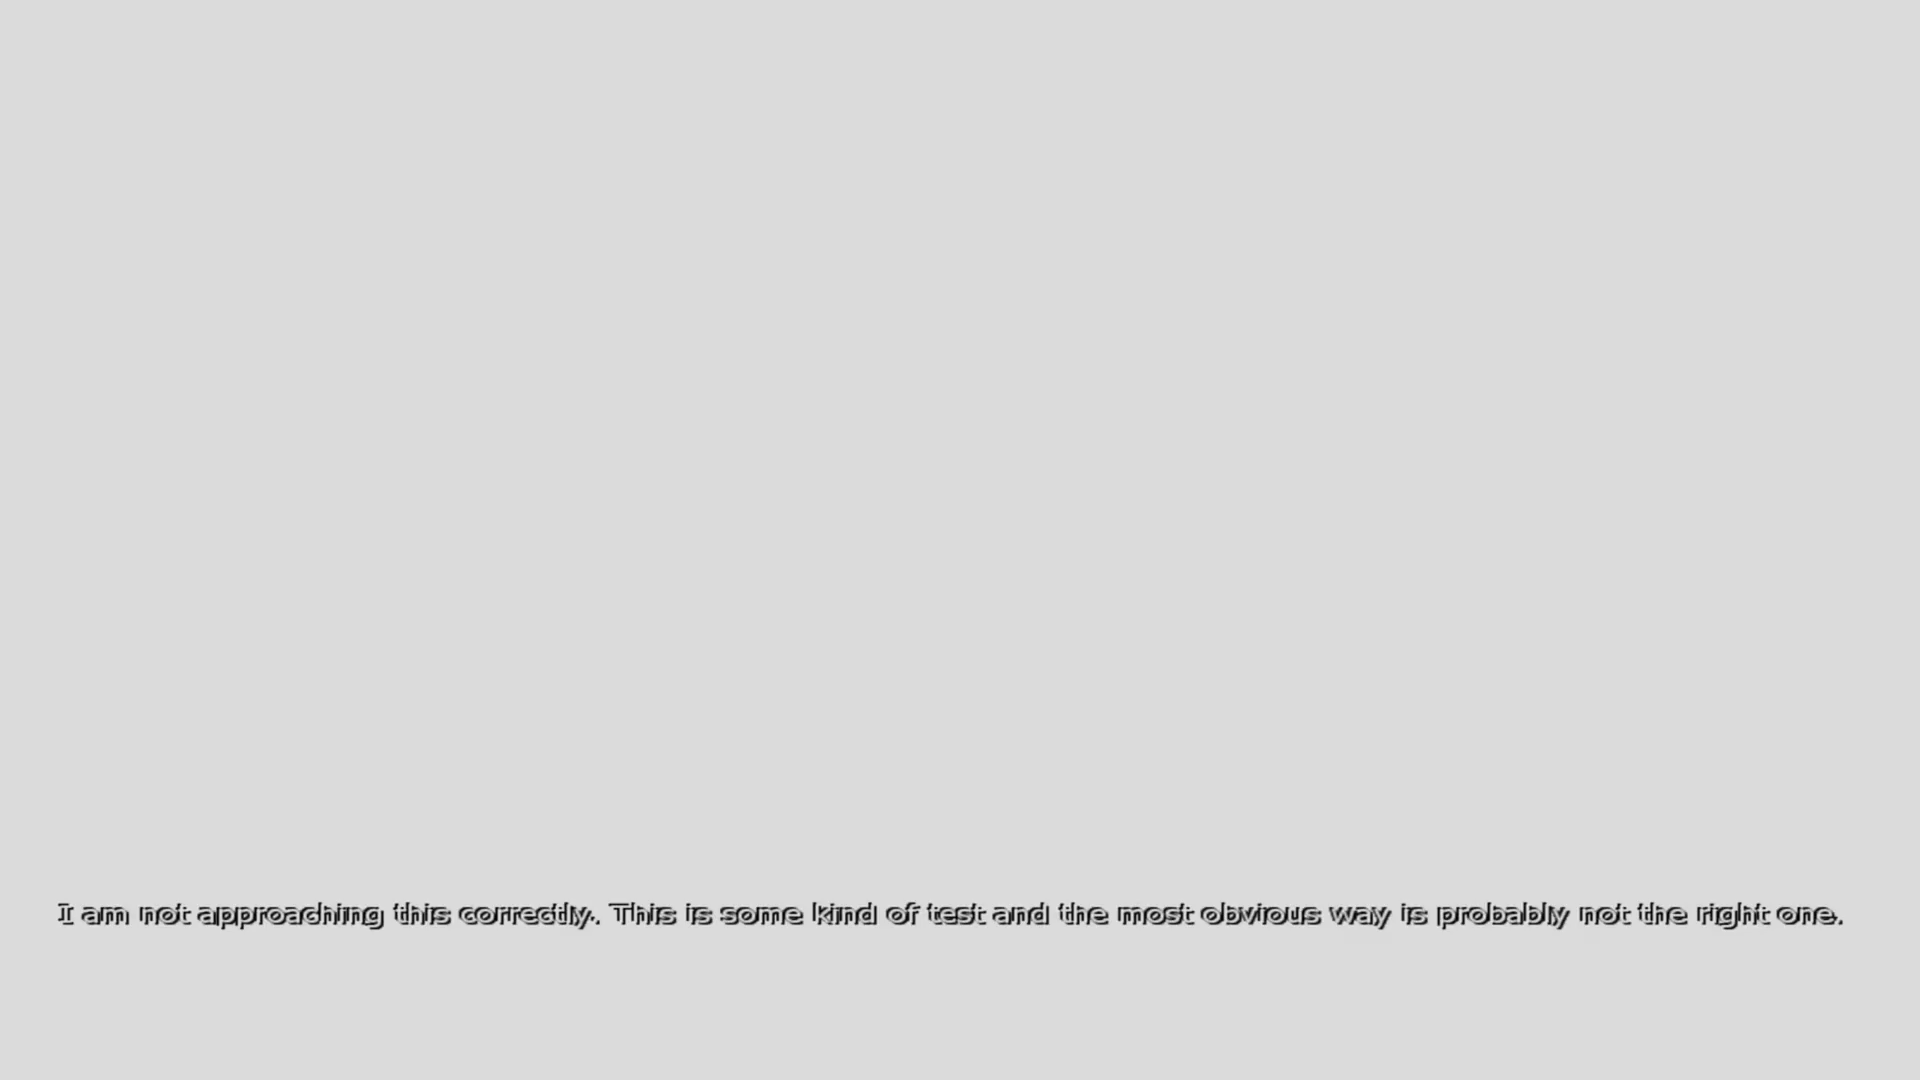 I am not approaching this correctly. This is some kind of test and the most obvious way is probably not the right one.